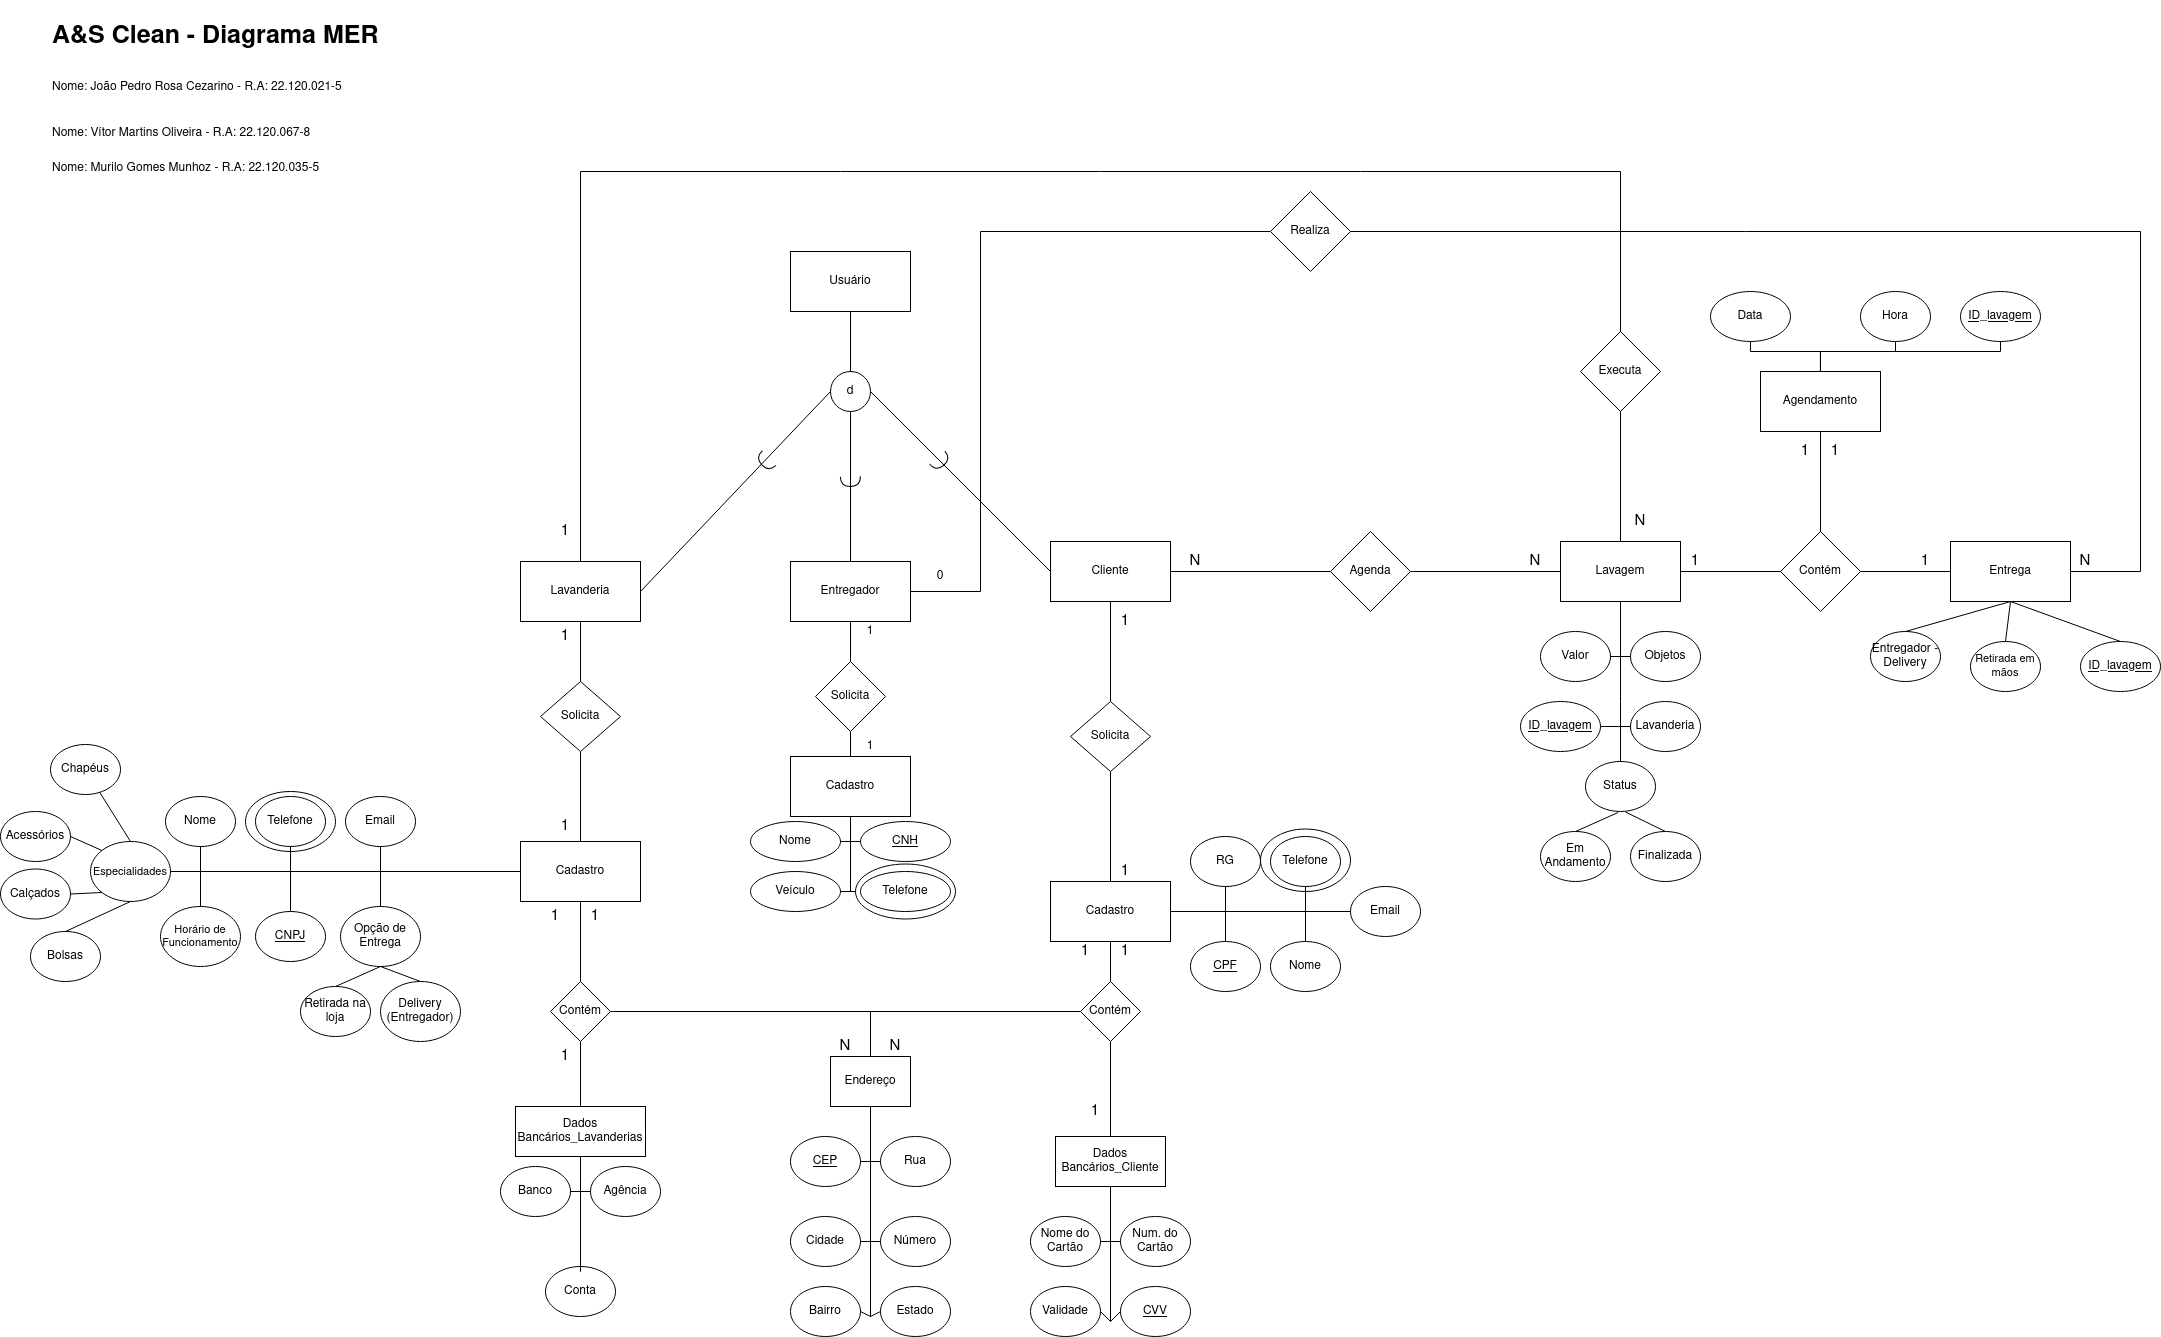 A&S Clean - Diagrama MER
Nome: João Pedro Rosa Cezarino - R.A: 22.120.021-5
Nome: Vítor Martins Oliveira - R.A: 22.120.067-8
Nome: Murilo Gomes Munhoz - R.A: 22.120.035-5
Realiza
Usuário
Data
Hora
ID_lavagem
Executa
d
Agendamento
1
1
1
N
Lavanderia
Entregador
0
Cliente
N
Agenda
N
Lavagem
1
Contém
1
Entrega
N
1
1
1
Valor
Objetos
Entregador -
Delivery
Retirada em
mãos
ID_lavagem
Solicita
Solicita
Solicita
ID_lavagem
Lavanderia
1
Status
Em
Andamento
Finalizada
Chapéus
Acessórios
Calçados
Bolsas
Especialidades
Nome
Telefone
Email
Horário de
Funcionamento
CNPJ
Opção de
Entrega
Retirada na
loja
Delivery
(Entregador)
1
Cadastro
1
1
Cadastro
Nome
CNH
Veículo
Telefone
1
Cadastro
1
1
RG
Telefone
Email
CPF
Nome
Contém
Contém
1
N
N
Endereço
1
Dados
Bancários_Lavanderias
Banco
Agência
Conta
CEP
Rua
Cidade
Número
Bairro
Estado
Dados
Bancários_Cliente
Nome do
Cartão
Num. do
Cartão
Validade
CVV